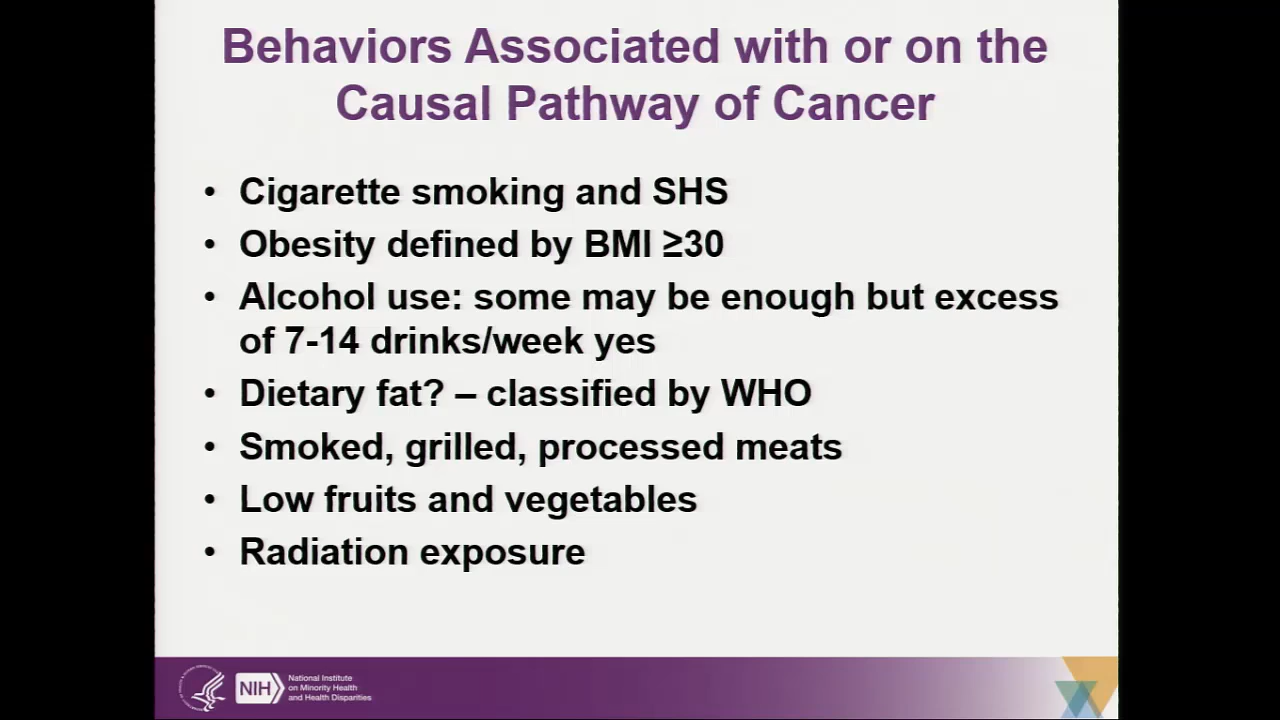 Behaviors Associated with or on the
Causal Pathway of Cancer
• Cigarette smoking and SHS
• Obesity defined by BMI ≥30
• Alcohol use: some may be enough but excess
of 7-14 drinks/week yes
• Dietary fat? – classified by WHO
• Smoked, grilled, processed meats
• Low fruits and vegetables
• Radiation exposure
NIH
National Institute
on Minority Health
and Health Disparities